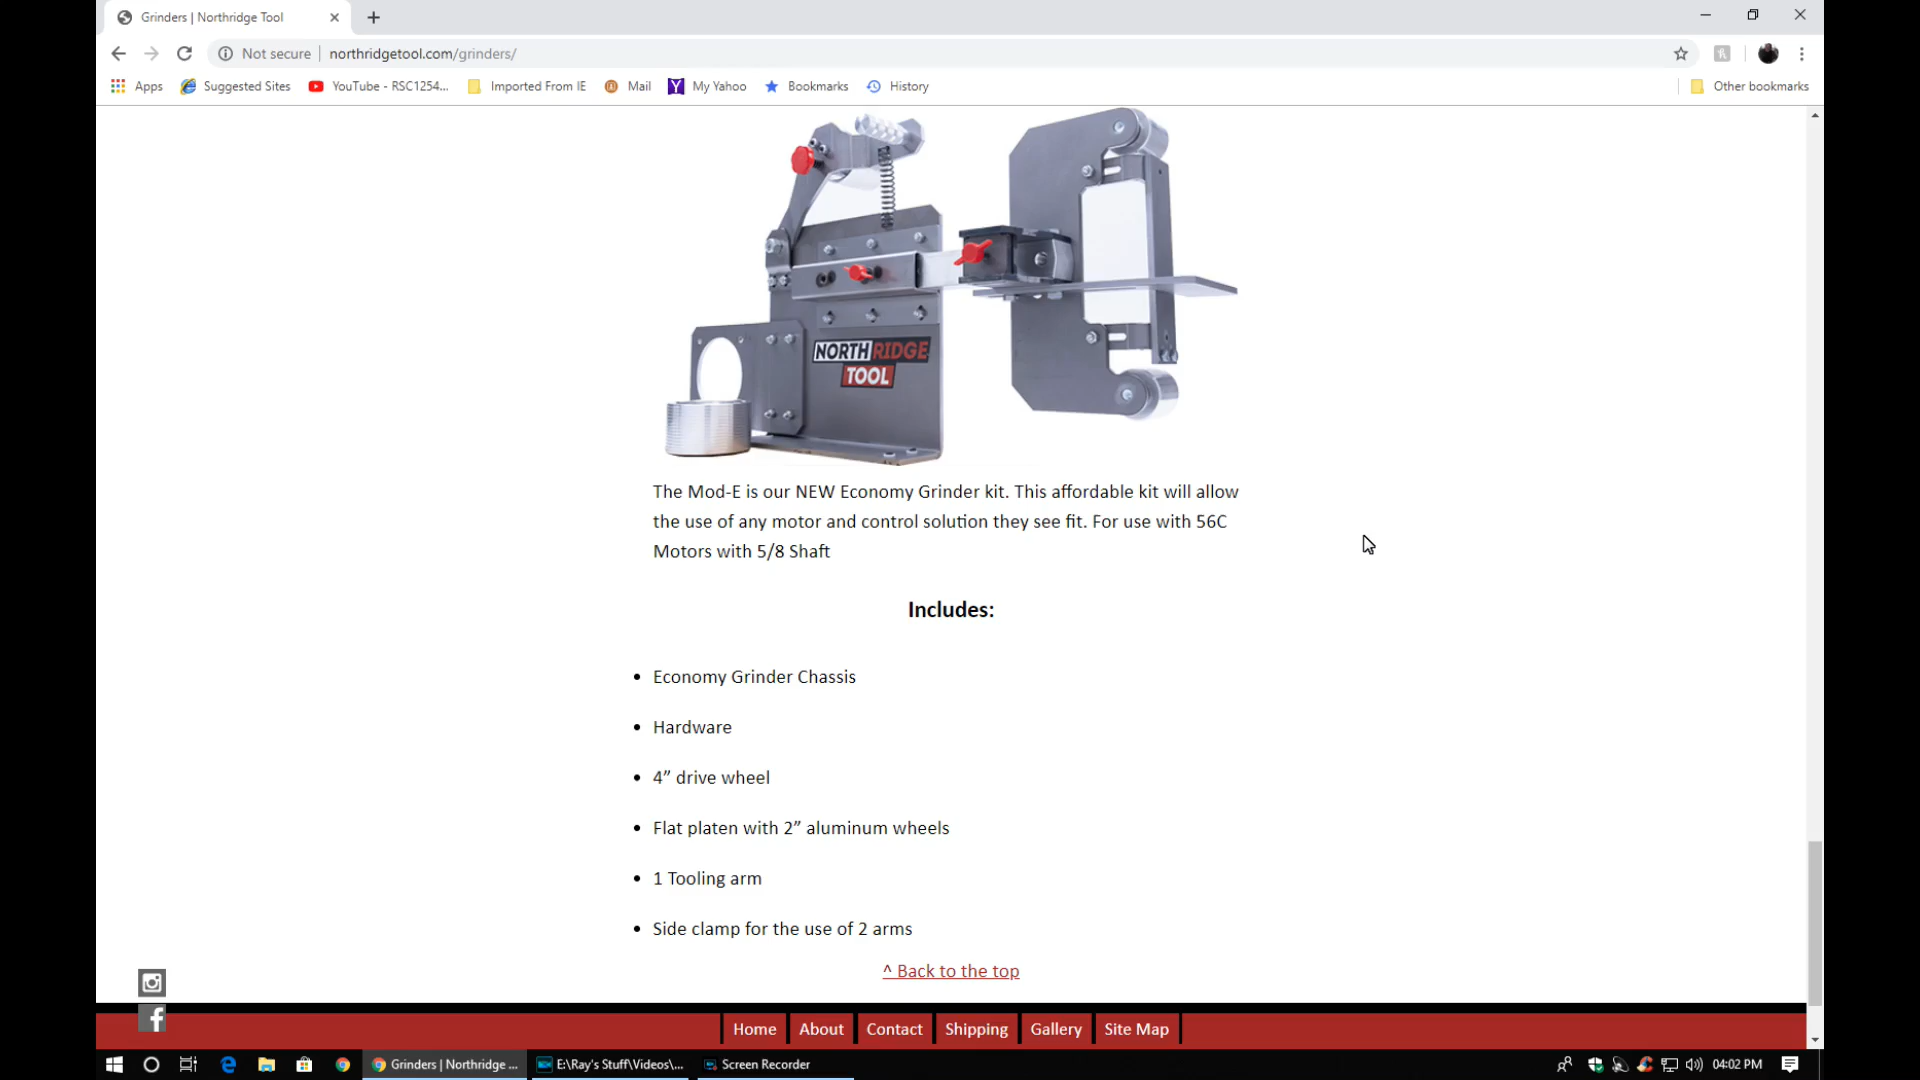 Grinders | Northridge Tool
Not secure | northridgetool.com/grinders/
Apps Suggested Sites YouTube - RSC1254... Imported From IE Mail My Yahoo Bookmarks History Other bookmarks
NORTH RIDGE
TOOL
The Mod-E is our NEW Economy Grinder kit. This affordable kit will allow
the use of any motor and control solution they see fit. For use with 56C
Motors with 5/8 Shaft
Includes:
• Economy Grinder Chassis
• Hardware
• 4” drive wheel
• Flat platen with 2” aluminum wheels
• 1 Tooling arm
• Side clamp for the use of 2 arms
^ Back to the top
Home About Contact Shipping Gallery Site Map
Grinders | Northridge ... E:\Ray's Stuff\Videos\... Screen Recorder 04:02 PM